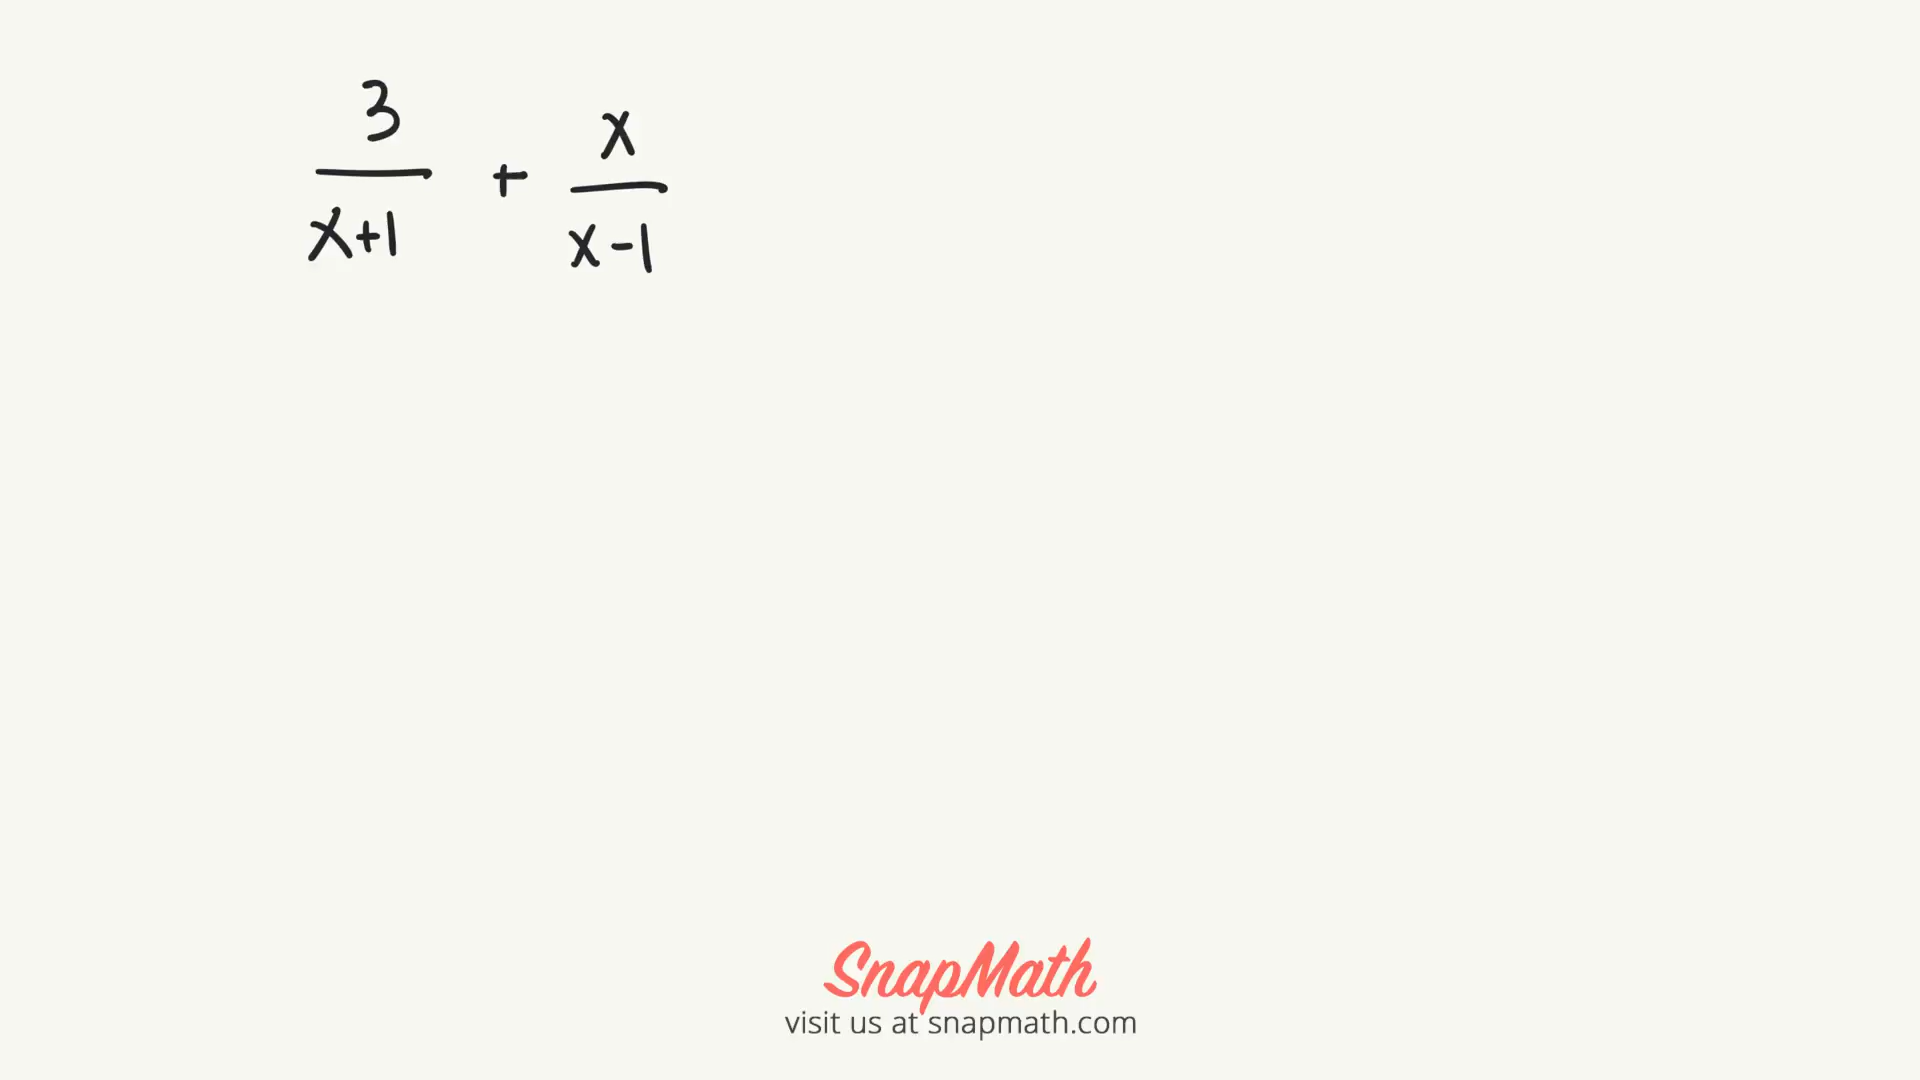 3/(x+1) + x/(x-1)
SnapMath
visit us at snapmath.com